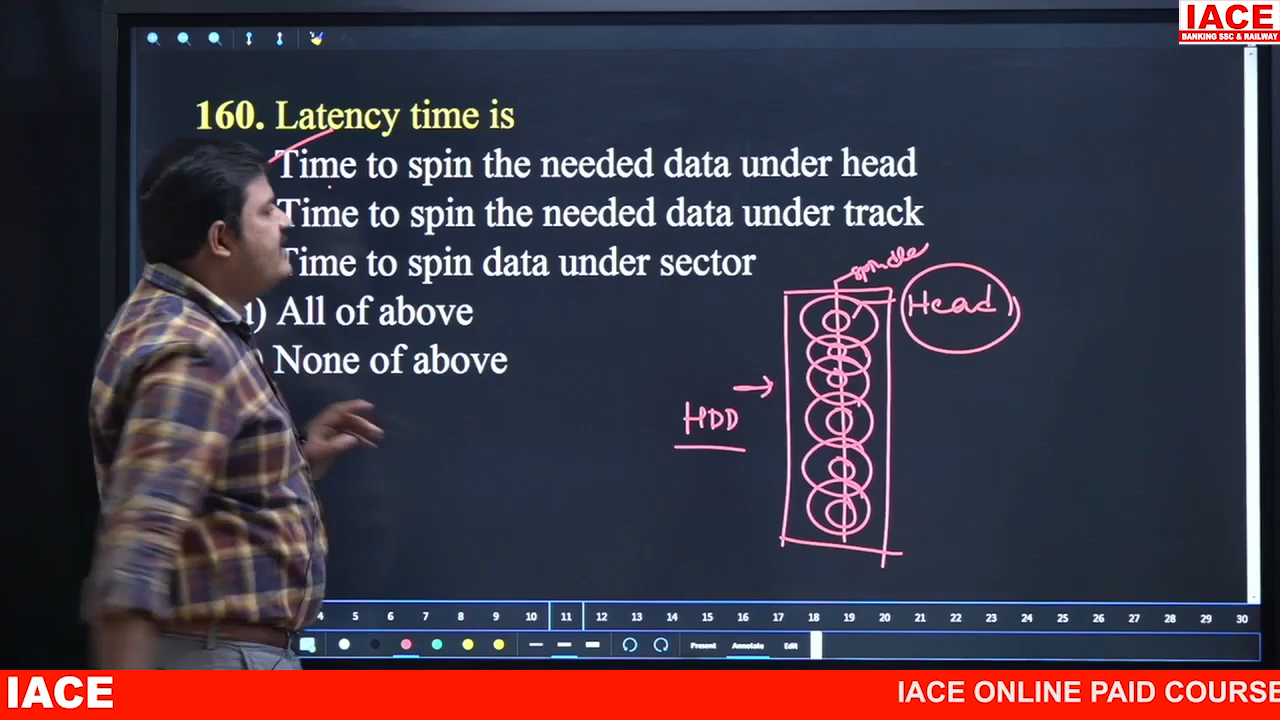 IACE
BANKING SSC & RAILWAY
160. Latency time is
Time to spin the needed data under head
Time to spin the needed data under track
Time to spin data under sector
d) All of above
None of above
spindle
Head
HDD
4 5 6 7 8 9 10 11 12 13 14 15 16 17 18 19 20 21 22 23 24 25 26 27 28 29 30
Present Annotate Edit
IACE
IACE ONLINE PAID COURSE